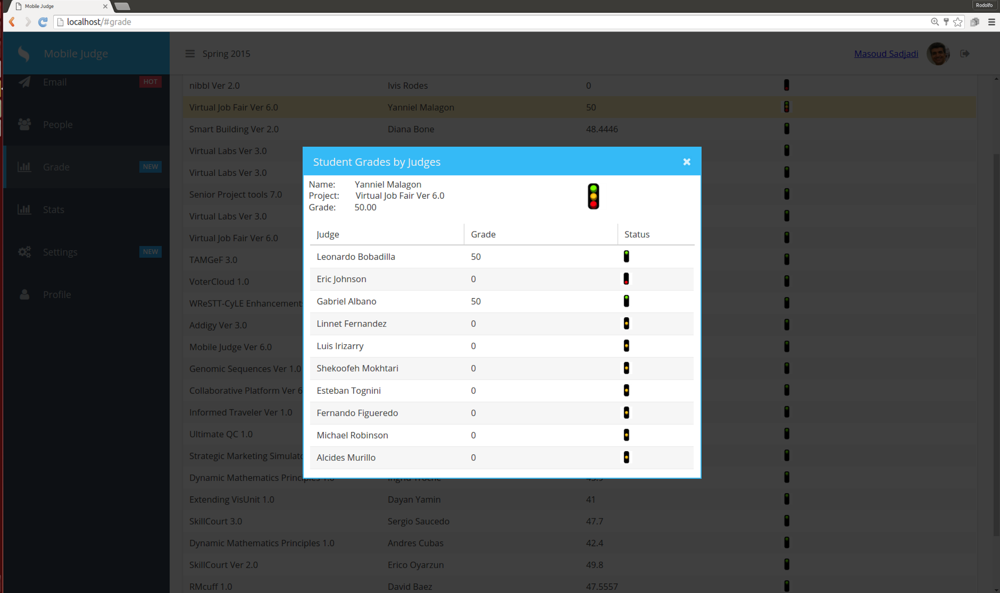 Mobile Judge
Rodolfo
localhost/#grade
Mobile Judge
Spring 2015
Masoud Sadjadi
Email HOT
People
Grade NEW
Stats
Settings NEW
Profile
nibbl Ver 2.0 Ivis Rodes 0
Virtual Job Fair Ver 6.0 Yanniel Malagon 50
Smart Building Ver 2.0 Diana Bone 48.4446
Virtual Labs Ver 3.0
Virtual Labs Ver 3.0
Senior Project tools 7.0
Virtual Labs Ver 3.0
Virtual Job Fair Ver 6.0
TAMGeF 3.0
VoterCloud 1.0
WReSTT-CyLE Enhancement
Addigy Ver 3.0
Mobile Judge Ver 6.0
Genomic Sequences Ver 1.0
Collaborative Platform Ver 6
Informed Traveler Ver 1.0
Ultimate QC 1.0
Strategic Marketing Simulat
Dynamic Mathematics Principles 1.0
Extending VisUnit 1.0 Dayan Yamin 41
SkillCourt 3.0 Sergio Saucedo 47.7
Dynamic Mathematics Principles 1.0 Andres Cubas 42.4
SkillCourt Ver 2.0 Erico Oyarzun 49.8
RMcuff 1.0 David Baez 47.5557
Student Grades by Judges
Name: Yanniel Malagon
Project: Virtual Job Fair Ver 6.0
Grade: 50.00
Judge Grade Status
Leonardo Bobadilla 50
Eric Johnson 0
Gabriel Albano 50
Linnet Fernandez 0
Luis Irizarry 0
Shekoofeh Mokhtari 0
Esteban Tognini 0
Fernando Figueredo 0
Michael Robinson 0
Alcides Murillo 0